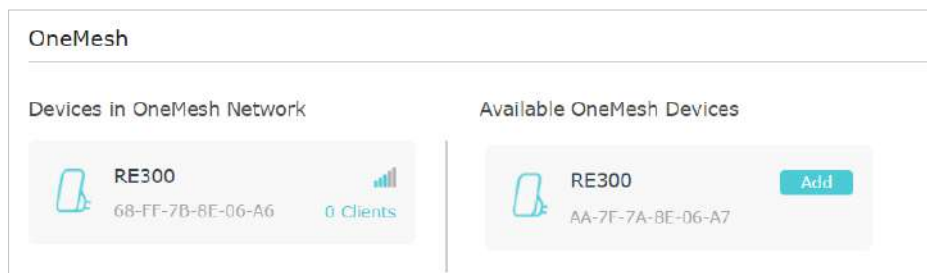 OneMesh
Devices in OneMesh Network
RE300
68-FF-7B-8E-06-A6
0 Clients
Available OneMesh Devices
RE300
Add
AA-7F-7A-8E-06-A7